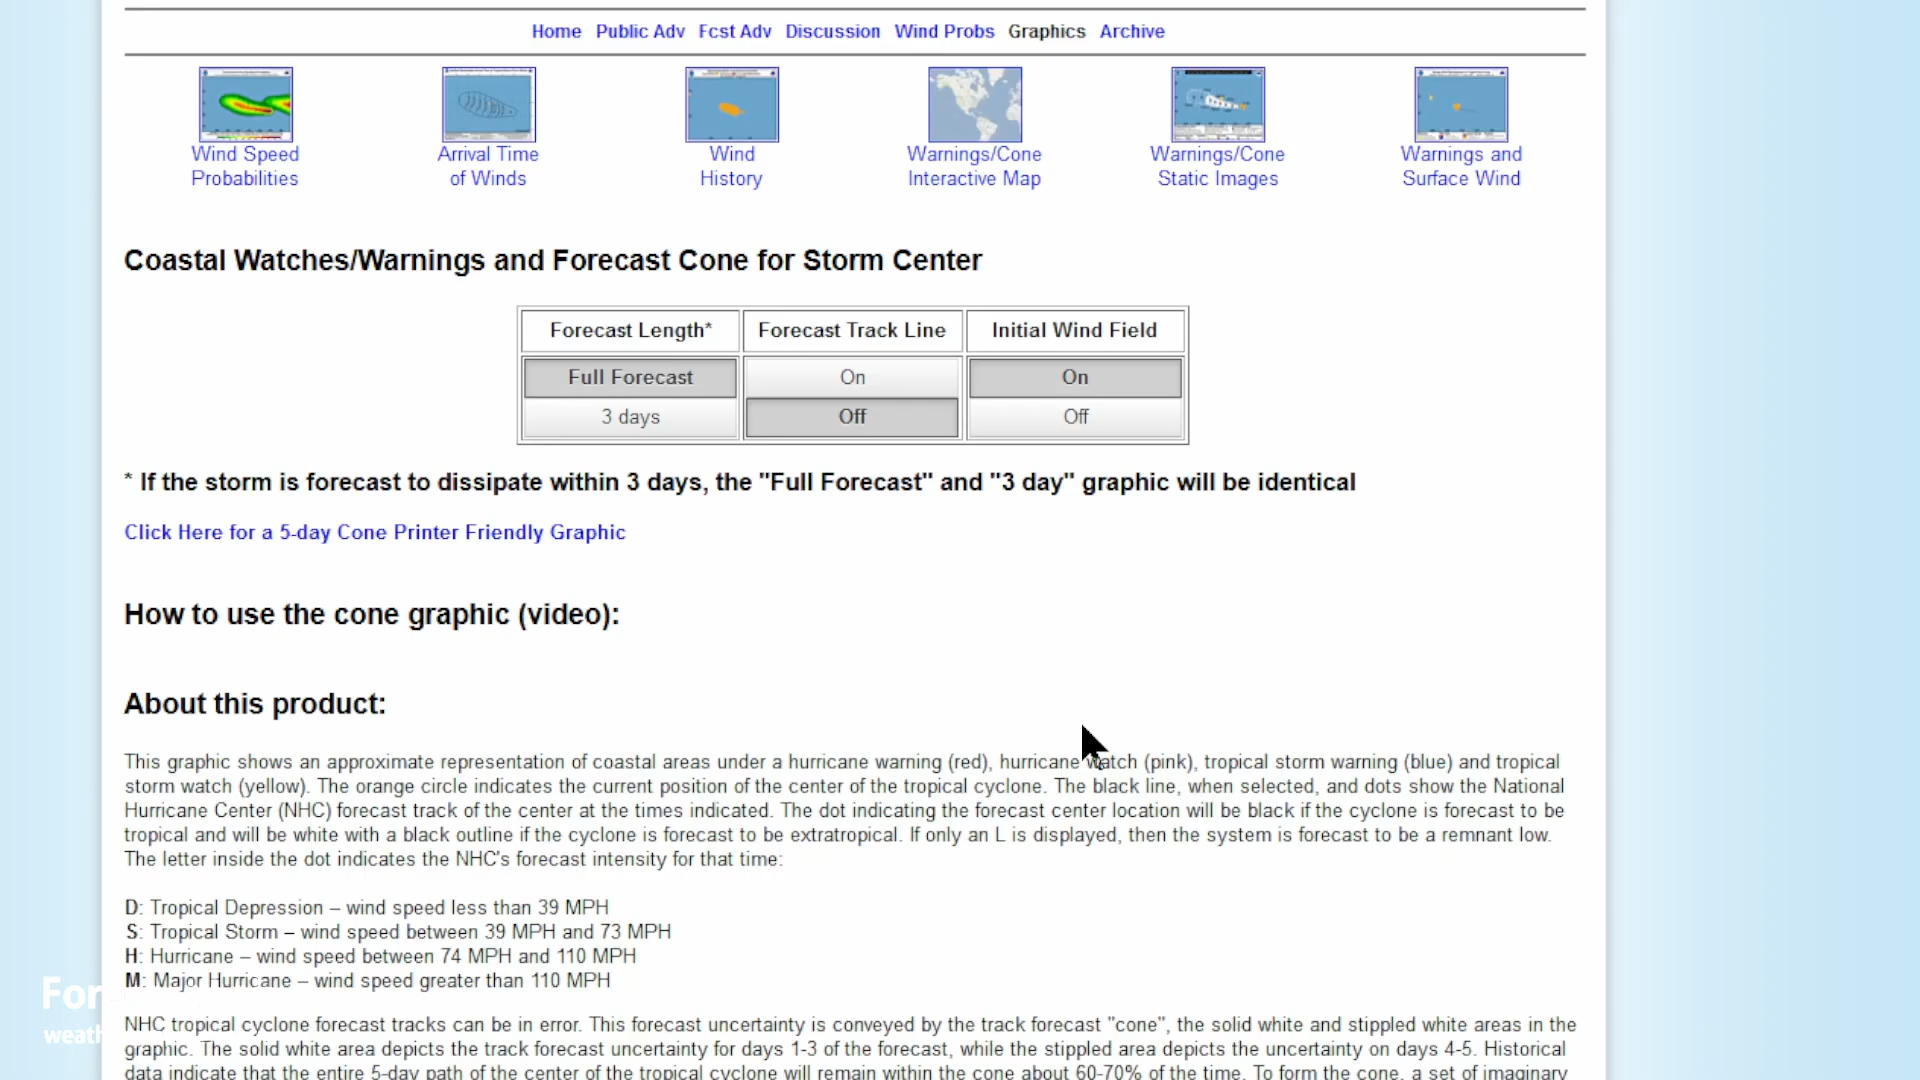 Home Public Adv Fcst Adv Discussion Wind Probs Graphics Archive
Wind Speed
Probabilities
Arrival Time
of Winds
Wind
History
Warnings/Cone
Interactive Map
Warnings/Cone
Static Images
Warnings and
Surface Wind
Coastal Watches/Warnings and Forecast Cone for Storm Center
Forecast Length* Forecast Track Line Initial Wind Field
Full Forecast On On
3 days Off Off
* If the storm is forecast to dissipate within 3 days, the "Full Forecast" and "3 day" graphic will be identical
Click Here for a 5-day Cone Printer Friendly Graphic
How to use the cone graphic (video):
About this product:
This graphic shows an approximate representation of coastal areas under a hurricane warning (red), hurricane watch (pink), tropical storm warning (blue) and tropical
storm watch (yellow). The orange circle indicates the current position of the center of the tropical cyclone. The black line, when selected, and dots show the National
Hurricane Center (NHC) forecast track of the center at the times indicated. The dot indicating the forecast center location will be black if the cyclone is forecast to be
tropical and will be white with a black outline if the cyclone is forecast to be extratropical. If only an L is displayed, then the system is forecast to be a remnant low.
The letter inside the dot indicates the NHC's forecast intensity for that time:
D: Tropical Depression – wind speed less than 39 MPH
S: Tropical Storm – wind speed between 39 MPH and 73 MPH
H: Hurricane – wind speed between 74 MPH and 110 MPH
M: Major Hurricane – wind speed greater than 110 MPH
For
weath
NHC tropical cyclone forecast tracks can be in error. This forecast uncertainty is conveyed by the track forecast "cone", the solid white and stippled white areas in the
graphic. The solid white area depicts the track forecast uncertainty for days 1-3 of the forecast, while the stippled area depicts the uncertainty on days 4-5. Historical
data indicate that the entire 5-day path of the center of the tropical cyclone will remain within the cone about 60-70% of the time. To form the cone, a set of imaginary